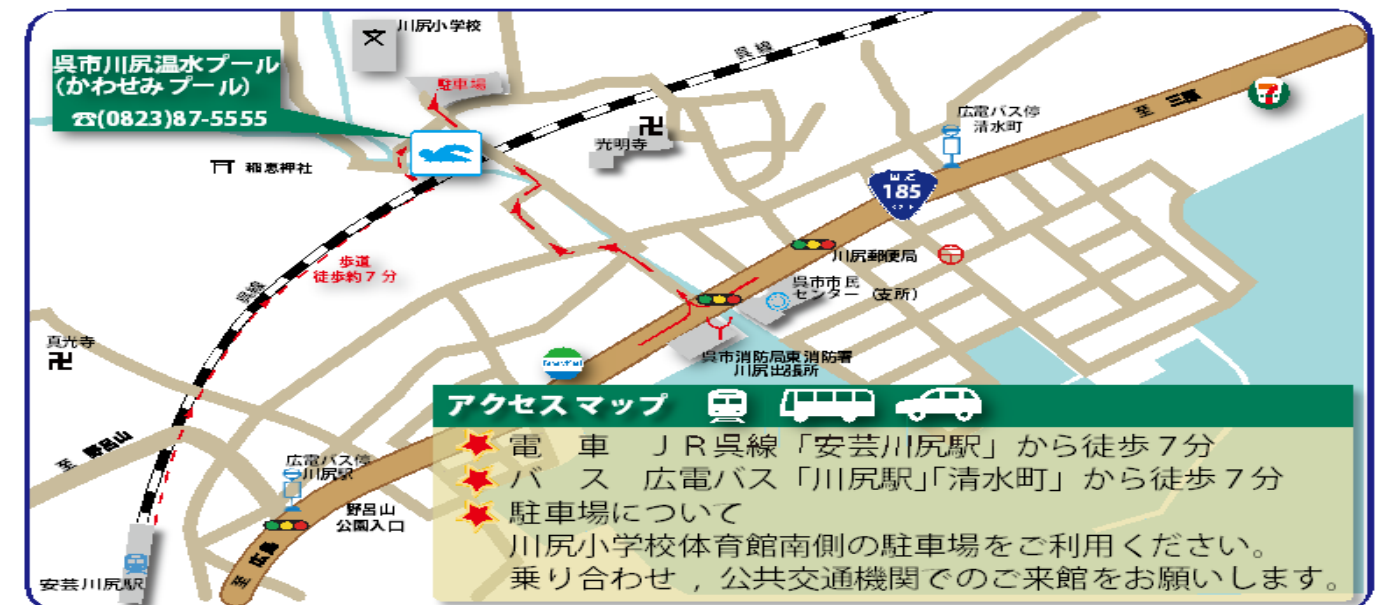 川尻小学校
呉線
呉市川尻温水プール
(かわせみプール)
☎(0823)87-5555
駐車場
至 三原
7
広電バス停
清水町
光明寺
稲恵神社
185
川尻郵便局
歩道
徒歩約7分
呉市市民
センター（支所）
呉線
真光寺
呉市消防局東消防署
川尻出張所
アクセスマップ
電 車 ＪＲ呉線「安芸川尻駅」から徒歩７分
バ ス 広電バス「川尻駅」「清水町」から徒歩７分
駐車場について
川尻小学校体育館南側の駐車場をご利用ください。
乗り合わせ，公共交通機関でのご来館をお願いします。
至 野呂山
広電バス停
川尻駅
野呂山
公園入口
至 広島
安芸川尻駅